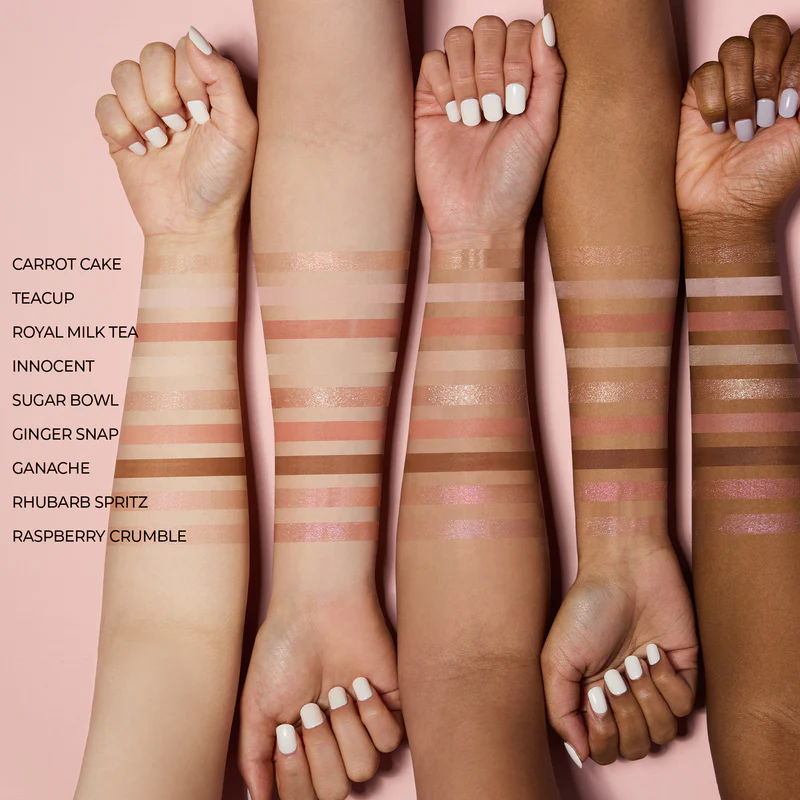 CARROT CAKE
TEACUP
ROYAL MILK TEA
INNOCENT
SUGAR BOWL
GINGER SNAP
GANACHE
RHUBARB SPRITZ
RASPBERRY CRUMBLE